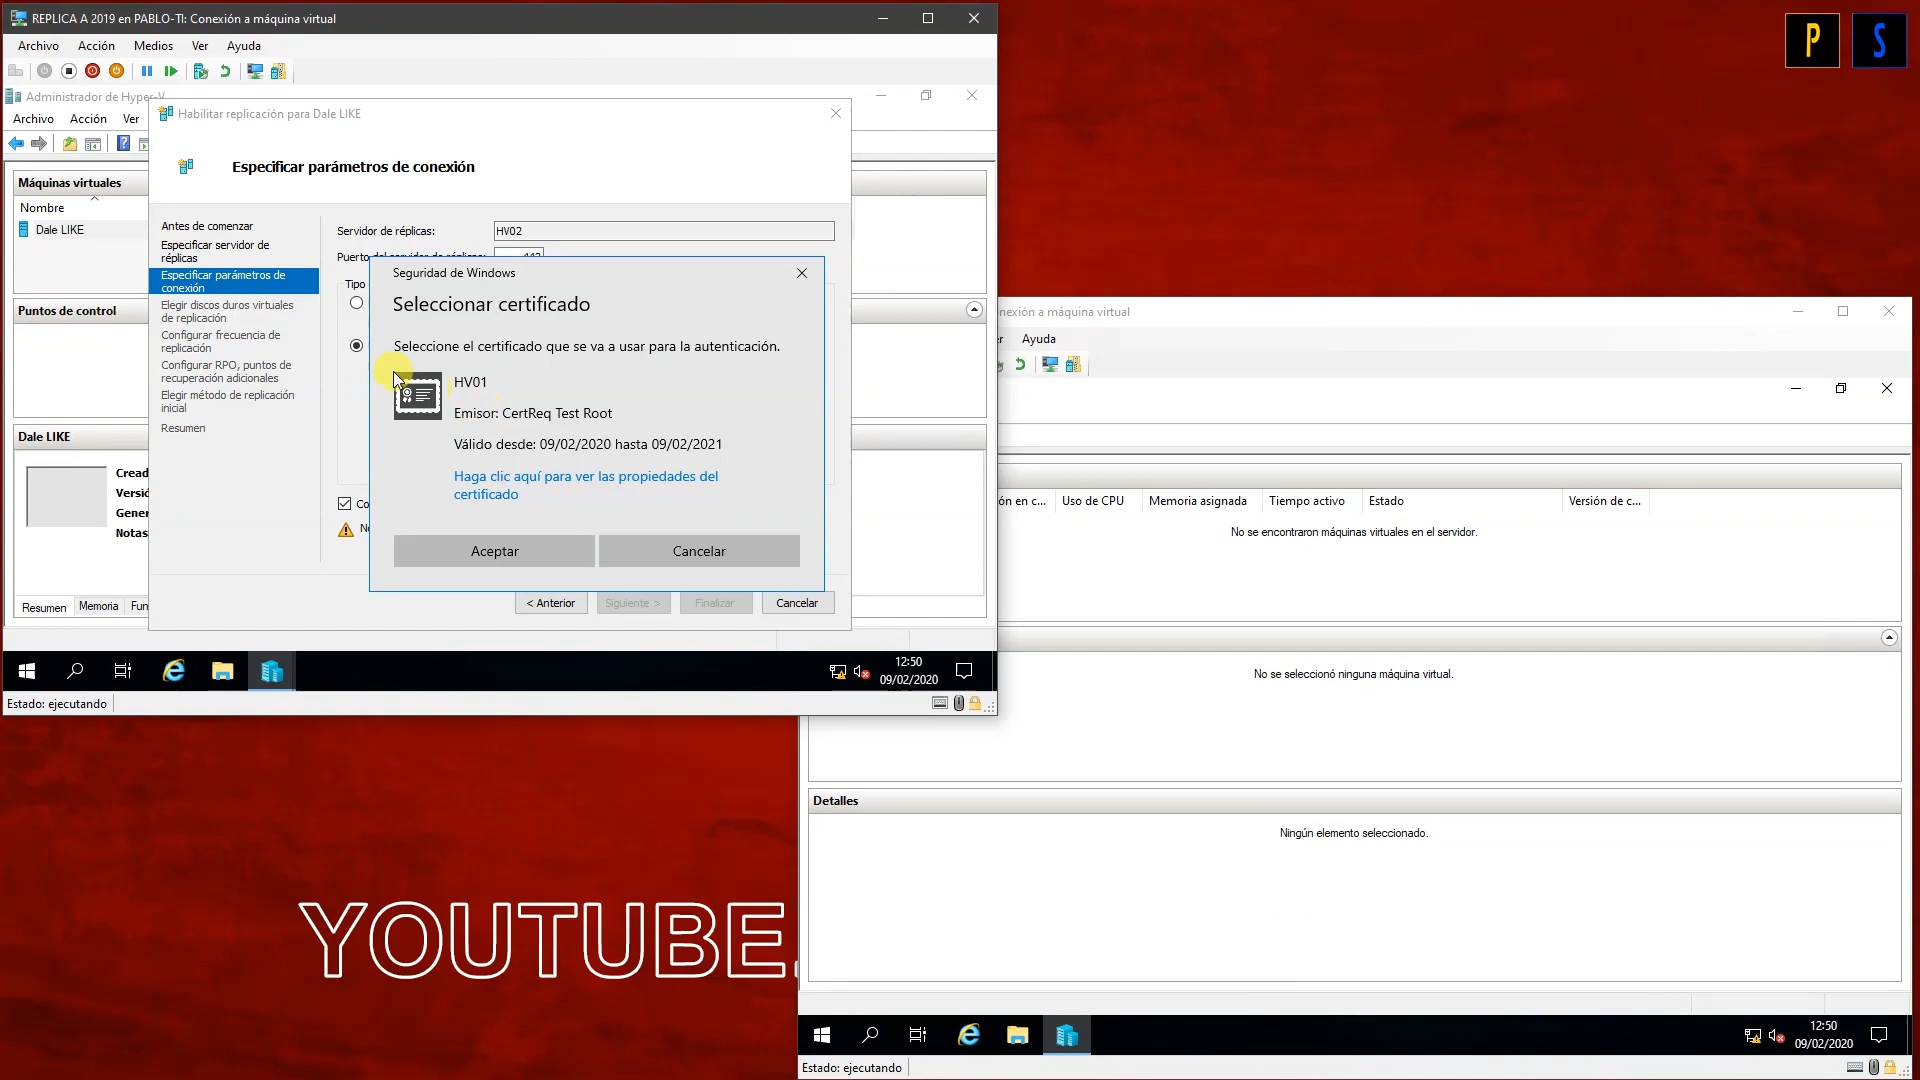 REPLICA A 2019 en PABLO-TI: Conexión a máquina virtual
Archivo Acción Medios Ver Ayuda
Administrador de Hyper-V
Archivo Acción Ver
Habilitar replicación para Dale LIKE
Especificar parámetros de conexión
Máquinas virtuales
Nombre
Dale LIKE
Puntos de control
Dale LIKE
Resumen Memoria
Antes de comenzar
Especificar servidor de
réplicas
Especificar parámetros de
conexión
Elegir discos duros virtuales
de replicación
Configurar frecuencia de
replicación
Configurar RPO, puntos de
recuperación adicionales
Elegir método de replicación
inicial
Resumen
Servidor de réplicas: HV02
Tipo
Seguridad de Windows
Seleccionar certificado
Seleccione el certificado que se va a usar para la autenticación.
HV01
Emisor: CertReq Test Root
Válido desde: 09/02/2020 hasta 09/02/2021
Haga clic aquí para ver las propiedades del
certificado
Aceptar Cancelar
< Anterior Siguiente > Finalizar Cancelar
12:50
09/02/2020
Estado: ejecutando
P S
a máquina virtual
Ayuda
Uso de CPU Memoria asignada Tiempo activo Estado Versión de c...
No se encontraron máquinas virtuales en el servidor.
No se seleccionó ninguna máquina virtual.
Detalles
Ningún elemento seleccionado.
12:50
09/02/2020
Estado: ejecutando
YOUTUBE.